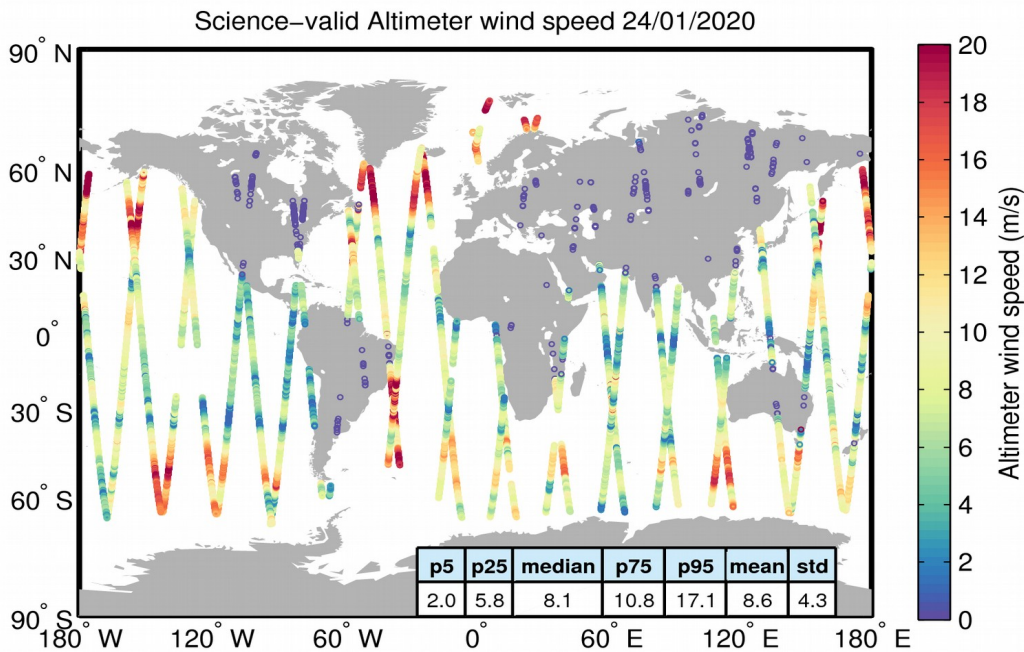 Science−valid Altimeter wind speed 24/01/2020
90° N
60° N
30° N
0°
30° S
60° S
90° S
180° W
120° W
60° W
0°
60° E
120° E
180° E
p5 p25 median p75 p95 mean std
2.0 5.8 8.1 10.8 17.1 8.6 4.3
20
18
16
14
12
10
8
6
4
2
0
Altimeter wind speed (m/s)